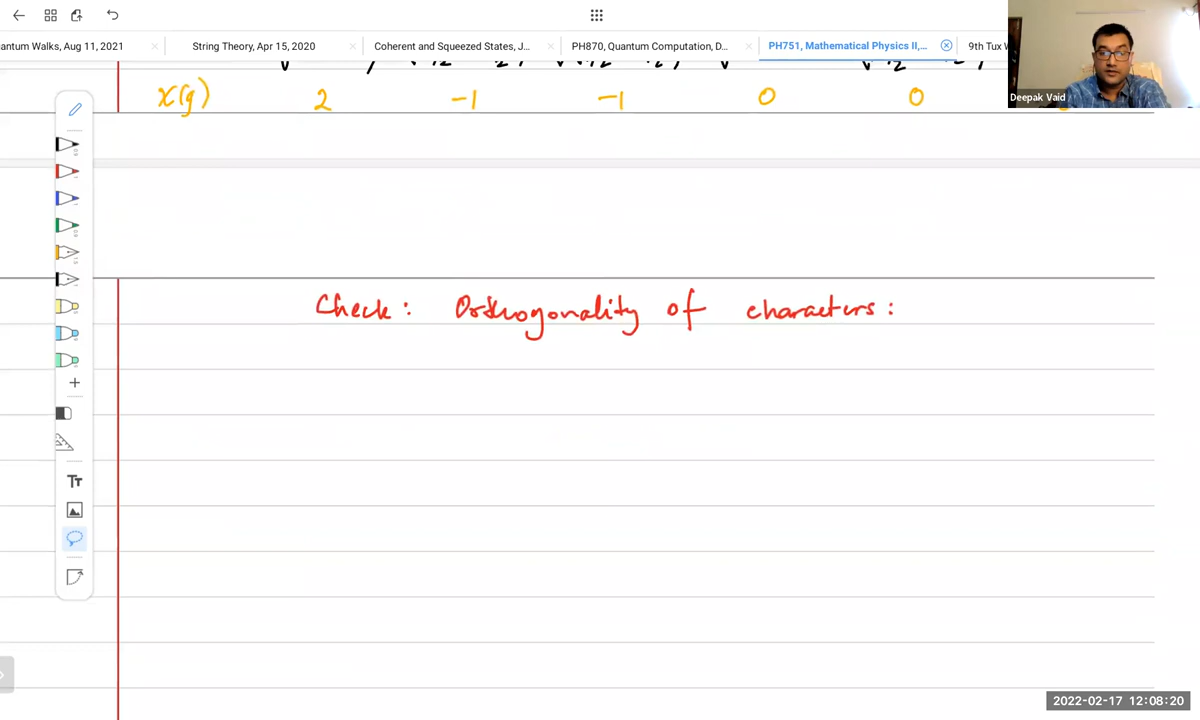 antum Walks, Aug 11, 2021 String Theory, Apr 15, 2020 Coherent and Squeezed States, J... PH870, Quantum Computation, D... PH751, Mathematical Physics II,... 9th Tux W
Deepak Vaid
χ(g) 2 -1 -1 0 0
Check: Orthogonality of characters:
Tт
2022-02-17 12:08:20